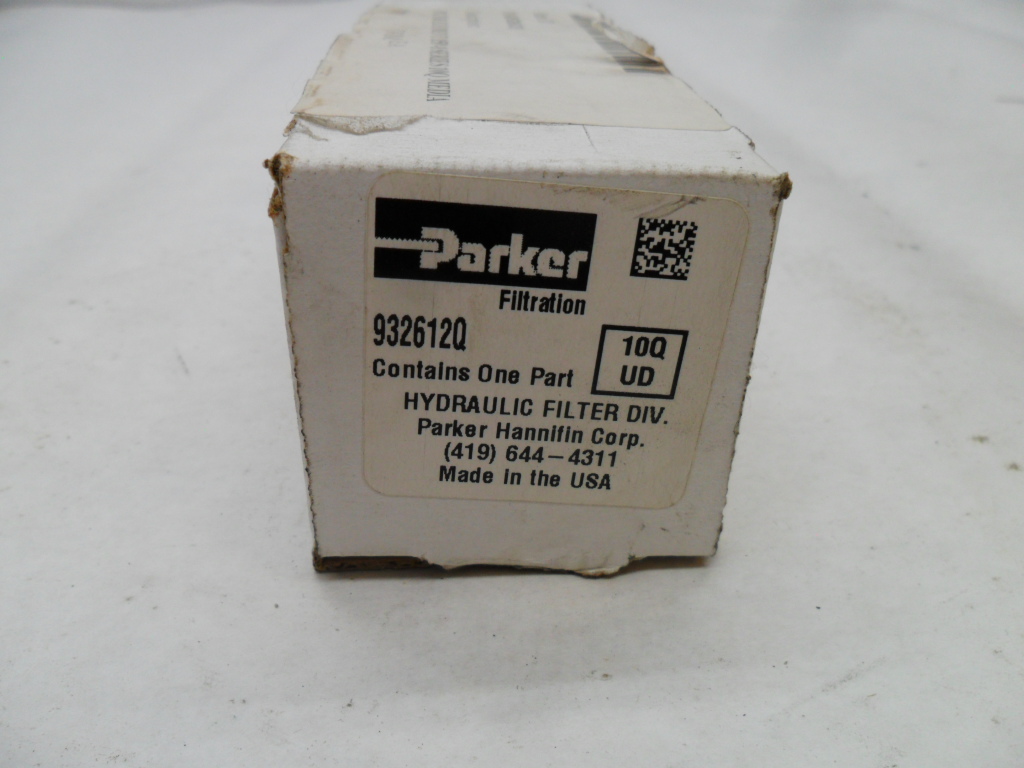 Parker
Filtration
932612Q
Contains One Part
10Q
UD
HYDRAULIC FILTER DIV.
Parker Hannifin Corp.
(419) 644-4311
Made in the USA